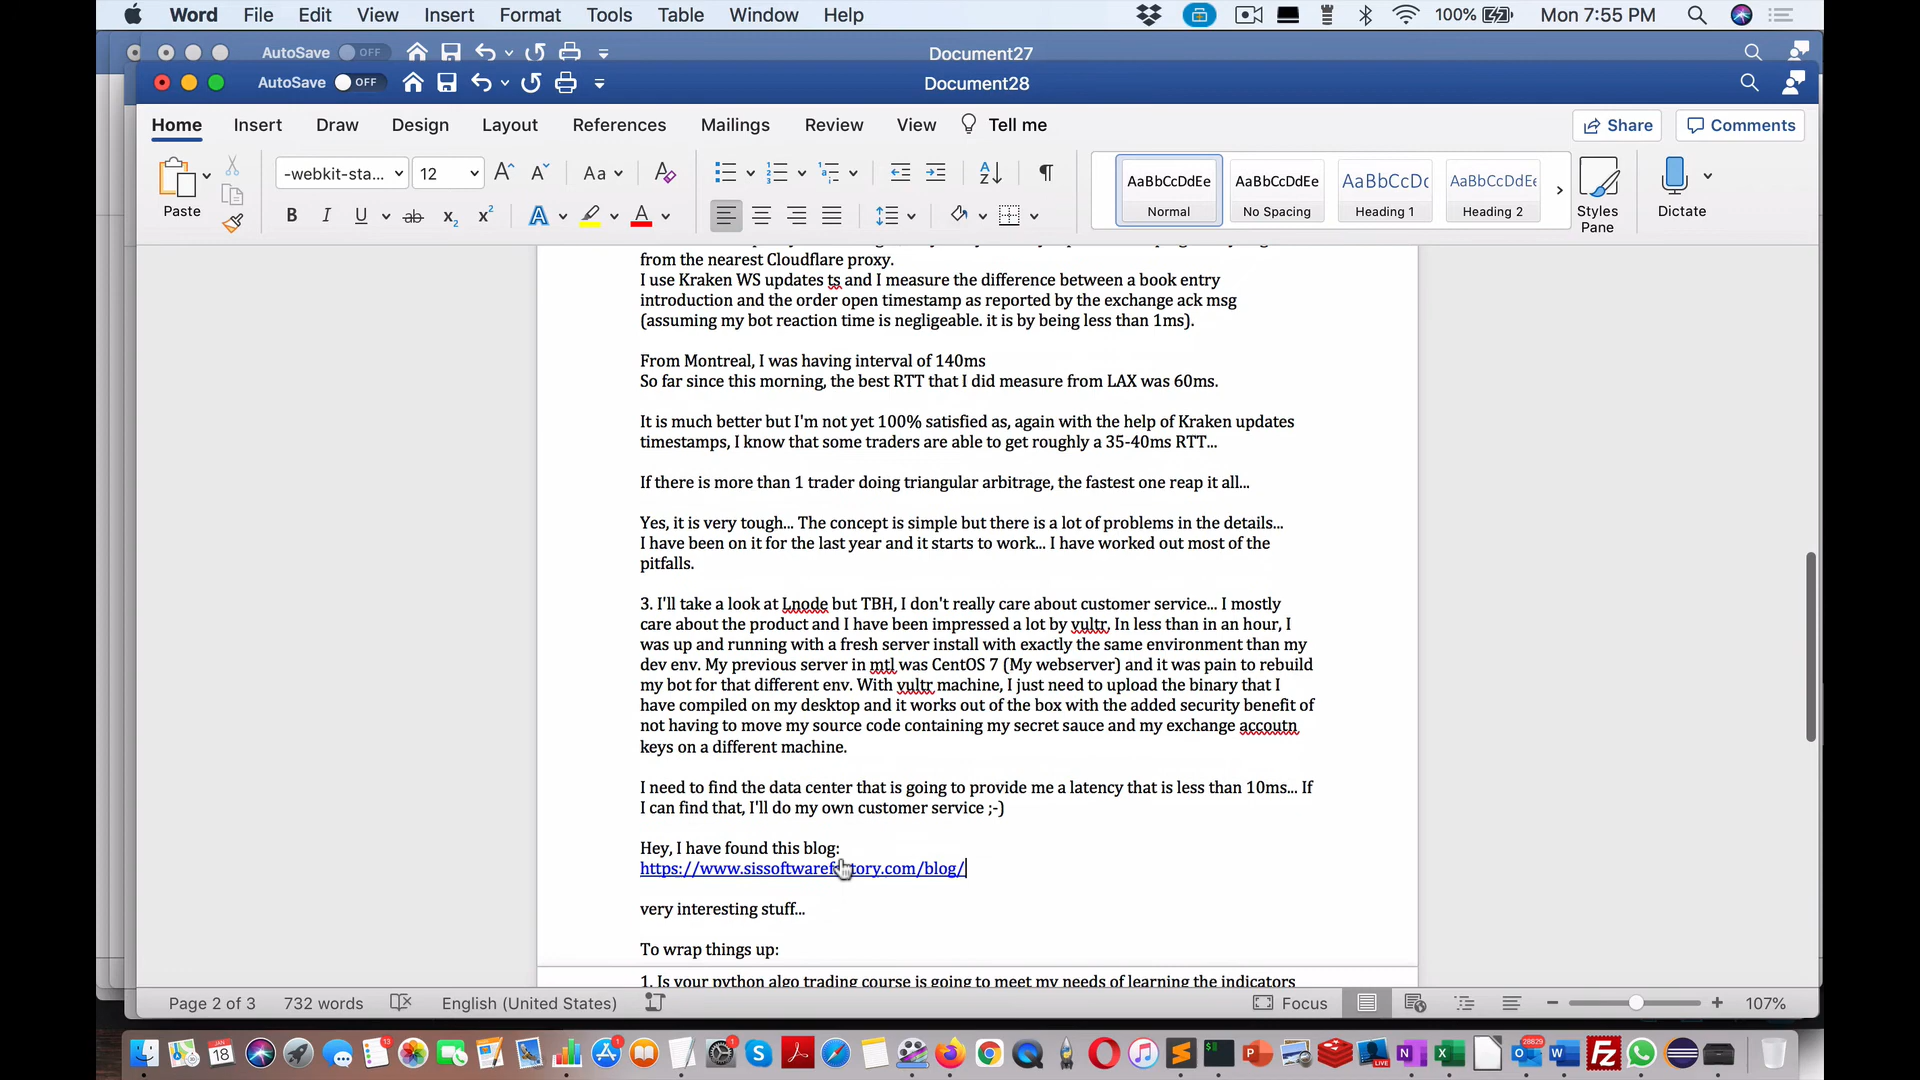 Word File Edit View Insert Format Tools Table Window Help 100% Mon 7:55 PM
AutoSave OFF Document27
AutoSave OFF Document28
Home Insert Draw Design Layout References Mailings Review View Tell me Share Comments
-webkit-sta... 12 Aa
AaBbCcDdEe AaBbCcDdEe AaBbCcDc AaBbCcDdEe
Paste Normal No Spacing Heading 1 Heading 2 Styles Pane Dictate
from the nearest Cloudflare proxy.
I use Kraken WS updates ts and I measure the difference between a book entry
introduction and the order open timestamp as reported by the exchange ack msg
(assuming my bot reaction time is negligeable. it is by being less than 1ms).
From Montreal, I was having interval of 140ms
So far since this morning, the best RTT that I did measure from LAX was 60ms.
It is much better but I'm not yet 100% satisfied as, again with the help of Kraken updates
timestamps, I know that some traders are able to get roughly a 35-40ms RTT...
If there is more than 1 trader doing triangular arbitrage, the fastest one reap it all...
Yes, it is very tough... The concept is simple but there is a lot of problems in the details...
I have been on it for the last year and it starts to work... I have worked out most of the
pitfalls.
3. I'll take a look at Lnode but TBH, I don't really care about customer service... I mostly
care about the product and I have been impressed a lot by vultr, In less than in an hour, I
was up and running with a fresh server install with exactly the same environment than my
dev env. My previous server in mtl was CentOS 7 (My webserver) and it was pain to rebuild
my bot for that different env. With vultr machine, I just need to upload the binary that I
have compiled on my desktop and it works out of the box with the added security benefit of
not having to move my source code containing my secret sauce and my exchange accoutn
keys on a different machine.
I need to find the data center that is going to provide me a latency that is less than 10ms... If
I can find that, I'll do my own customer service ;-)
Hey, I have found this blog:
https://www.sissoftwarefactory.com/blog/
very interesting stuff...
To wrap things up:
1. Is your python algo trading course is going to meet my needs of learning the indicators
Page 2 of 3 732 words English (United States) Focus 107%